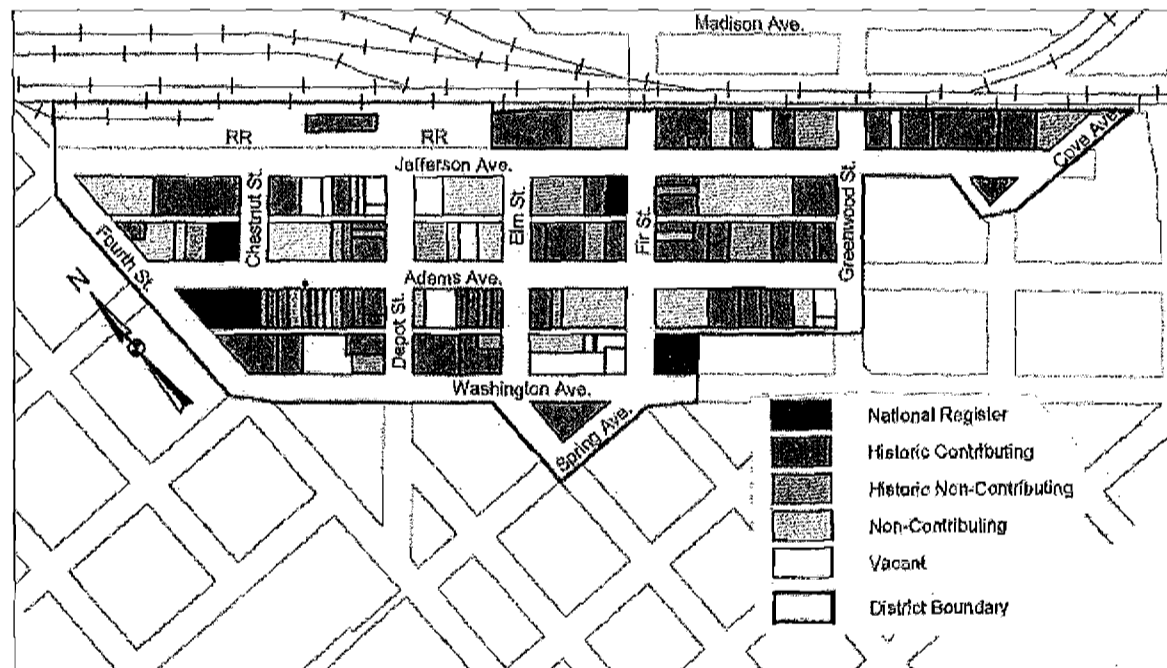 Madison Ave.
RR
RR
Jefferson Ave.
Cove Ave.
Chestnut St.
Elm St.
Fir St.
Greenwood St.
Fourth St.
Adams Ave.
N
Depot St.
Washington Ave.
Spring Ave.
National Register
Historic Contributing
Historic Non-Contributing
Non-Contributing
Vacant
District Boundary